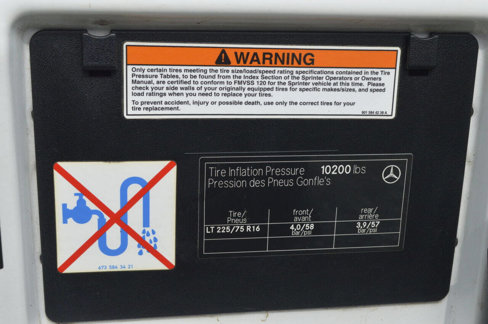 WARNING
Only certain tires meeting the tire size/load/speed rating specifications contained in the Tire
Pressure Tables, to be found from the Index Section of the Sprinter Operators or Owners
Manual, are certified to conform to FMVSS 120 for the Sprinter vehicle at this time. Please
check your side walls of your originally equipped tires for specific makes/sizes, and speed
load ratings when you need to replace your tires.
To prevent accident, injury or possible death, use only the correct tires for your
tire replacement.
901 584 42 39 A
Tire Inflation Pressure 10200 lbs
Pression des Pneus Gonfle's
Tire/ front/ rear/
Pneus avant arrière
LT 225/75 R16 4,0/58 3,9/57
bar/psi bar/psi
673 584 34 21